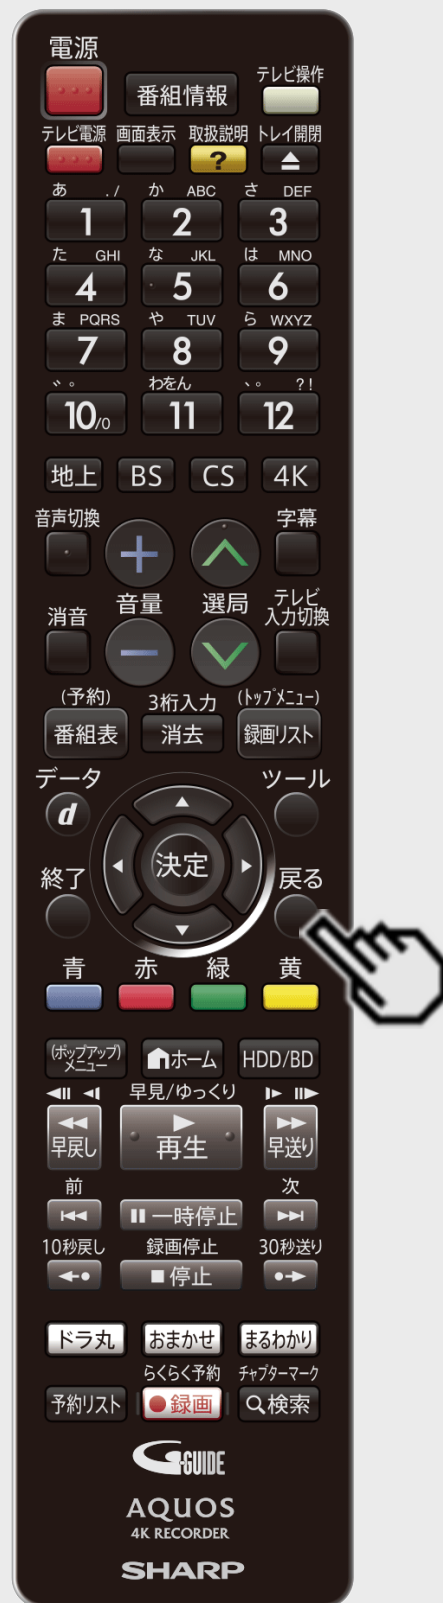 電源
番組情報
テレビ操作
テレビ電源 画面表示 取扱説明 トレイ開閉
?
あ ./ か ABC さ DEF
1 2 3
た GHI な JKL は MNO
4 5 6
ま PQRS や TUV ら WXYZ
7 8 9
゛゜ わをん 、。 ?!
10/0 11 12
地上 BS CS 4K
音声切換 字幕
+
消音 音量 選局 テレビ
入力切換
−
(予約) 3桁入力 (トップメニュー)
番組表 消去 録画リスト
データ ツール
d
決定
終了 戻る
青 赤 緑 黄
(ポップアップ)
メニュー ホーム HDD/BD
早見/ゆっくり
早戻し 再生 早送り
前 次
一時停止
10秒戻し 録画停止 30秒送り
停止
ドラ丸 おまかせ まるわかり
らくらく予約 チャプターマーク
予約リスト 録画 検索
G-GUIDE
AQUOS
4K RECORDER
SHARP